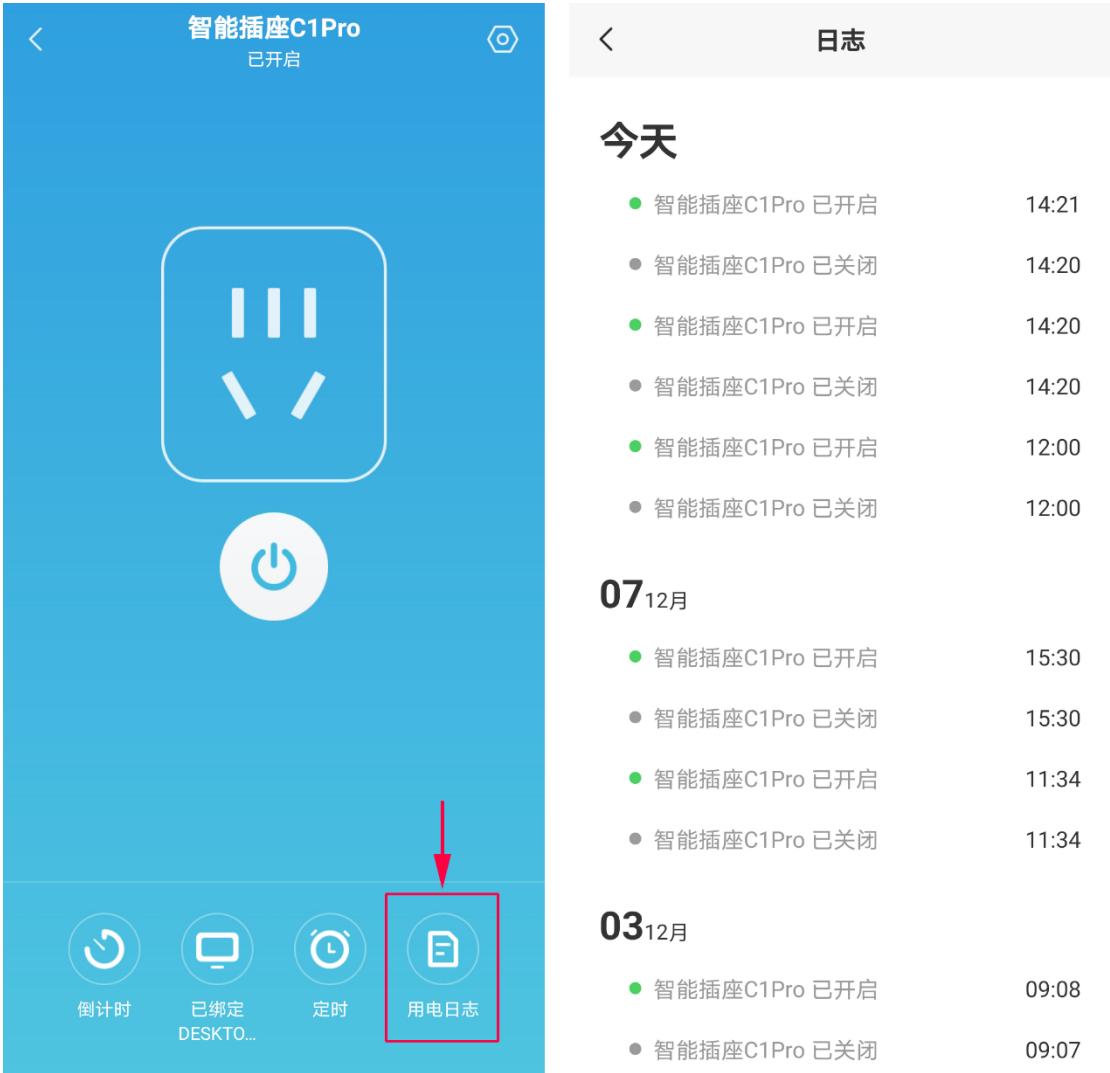 智能插座C1Pro
已开启
倒计时
已绑定
DESKTO...
定时
用电日志
日志
今天
智能插座C1Pro 已开启 14:21
智能插座C1Pro 已关闭 14:20
智能插座C1Pro 已开启 14:20
智能插座C1Pro 已关闭 14:20
智能插座C1Pro 已开启 12:00
智能插座C1Pro 已关闭 12:00
07 12月
智能插座C1Pro 已开启 15:30
智能插座C1Pro 已关闭 15:30
智能插座C1Pro 已开启 11:34
智能插座C1Pro 已关闭 11:34
03 12月
智能插座C1Pro 已开启 09:08
智能插座C1Pro 已关闭 09:07